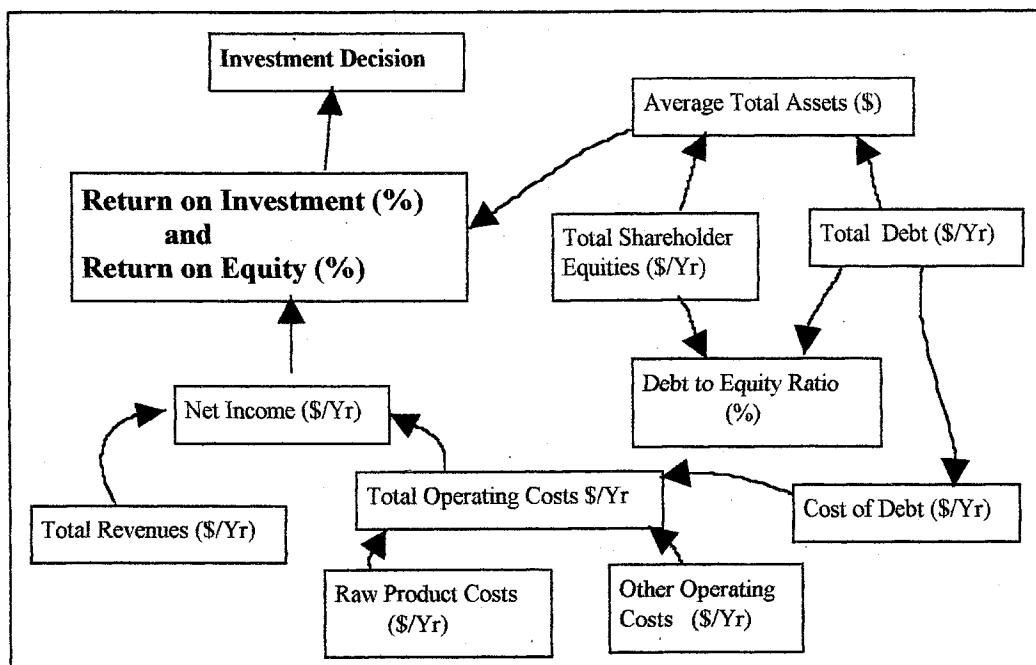 Investment Decision
Average Total Assets ($)
Return on Investment (%)
and
Return on Equity (%)
Total Shareholder
Equities ($/Yr)
Total Debt ($/Yr)
Debt to Equity Ratio
(%)
Net Income ($/Yr)
Total Operating Costs $/Yr
Cost of Debt ($/Yr)
Total Revenues ($/Yr)
Raw Product Costs
($/Yr)
Other Operating
Costs ($/Yr)